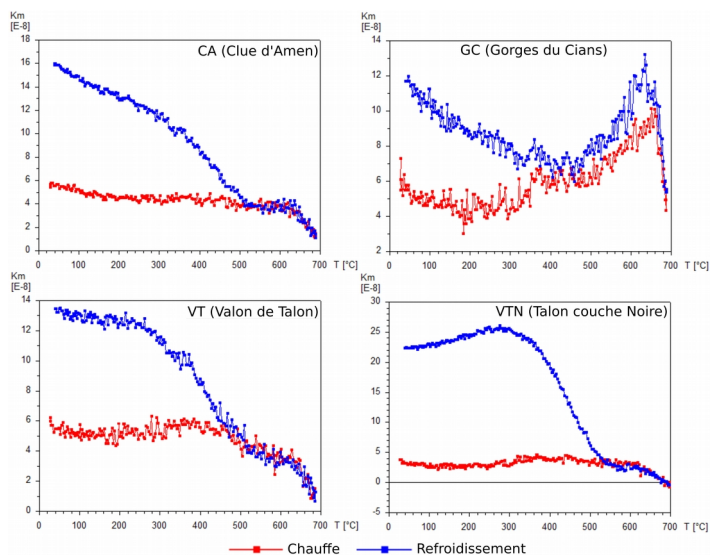 Km
[E-8]
CA (Clue d'Amen)
18
16
14
12
10
8
6
4
2
0
0 100 200 300 400 500 600 700
T [°C]
Km
[E-8]
GC (Gorges du Cians)
14
12
10
8
6
4
2
0 100 200 300 400 500 600 700
T [°C]
Km
[E-8]
VT (Valon de Talon)
14
12
10
8
6
4
2
0
0 100 200 300 400 500 600 700
T [°C]
Km
[E-8]
VTN (Talon couche Noire)
30
25
20
15
10
5
0
-5
0 100 200 300 400 500 600 700
T [°C]
Chauffe Refroidissement